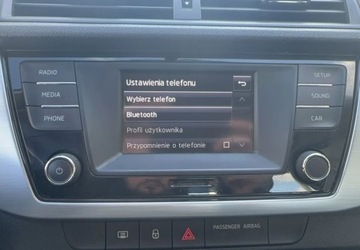 RADIO
MEDIA
PHONE
Ustawienia telefonu
Wybierz telefon
Bluetooth
Profil użytkownika
Przypomnienie o telefonie
SETUP
SOUND
CAR
PASSENGER AIRBAG